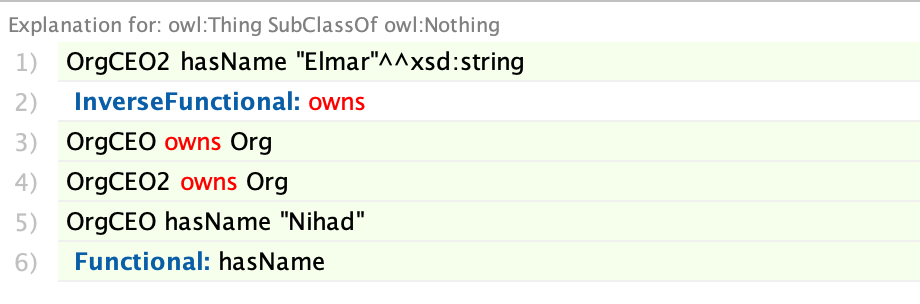 Explanation for: owl:Thing SubClassOf owl:Nothing
1) OrgCEO2 hasName "Elmar"^^xsd:string
2) InverseFunctional: owns
3) OrgCEO owns Org
4) OrgCEO2 owns Org
5) OrgCEO hasName "Nihad"
6) Functional: hasName